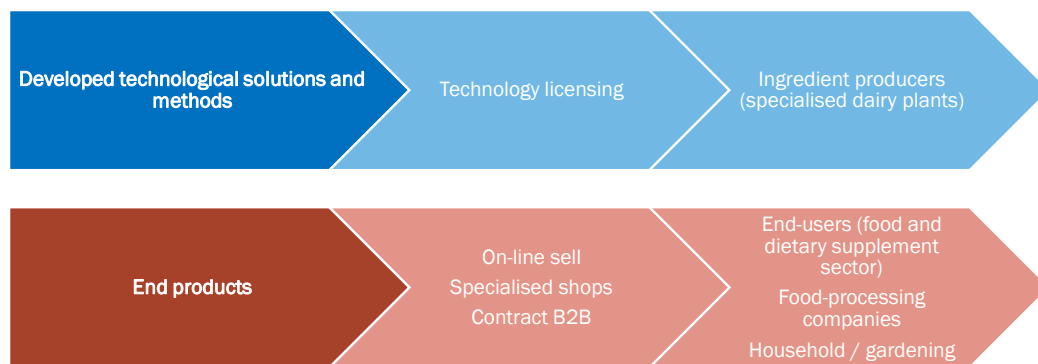 Developed technological solutions and
methods
Technology licensing
Ingredient producers
(specialised dairy plants)
End products
On-line sell
Specialised shops
Contract B2B
End-users (food and
dietary supplement
sector)
Food-processing
companies
Household / gardening